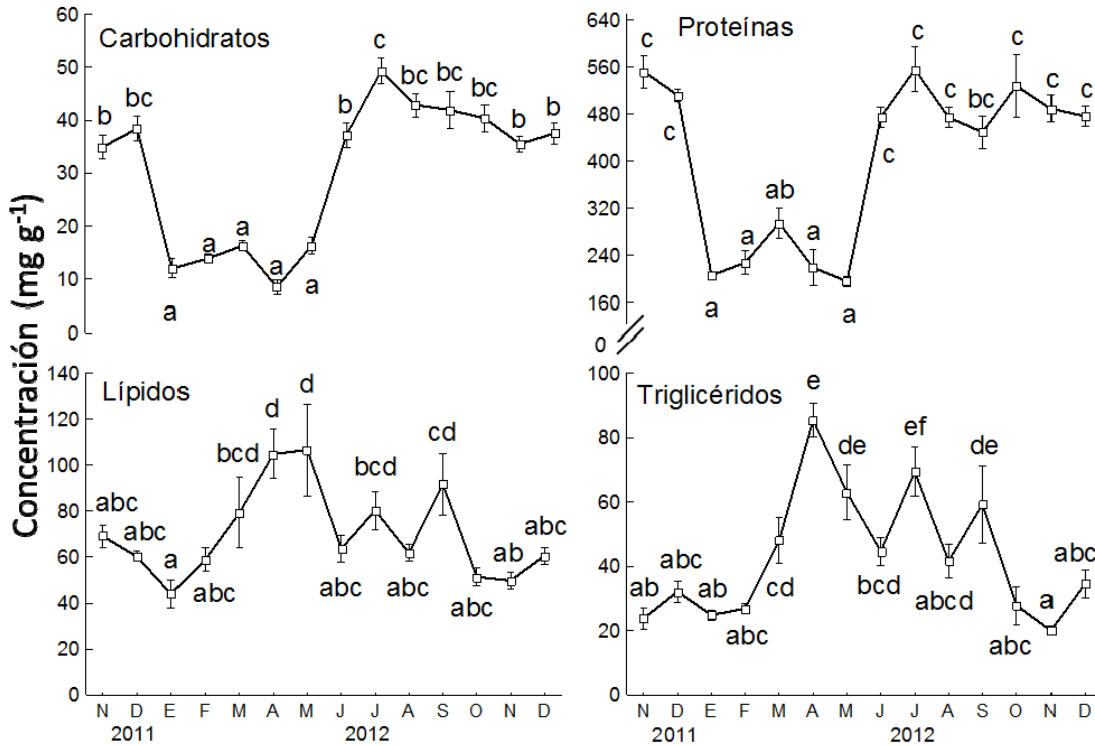 Concentración (mg g-1)
Carbohidratos
60
50
40
30
20
10
0
b
bc
a
a
a
a
a
b
c
bc
bc
bc
b
b
Proteínas
640
560
480
400
320
240
160
0
c
c
a
a
ab
a
a
c
c
c
bc
c
c
c
Lípidos
140
120
100
80
60
40
20
0
abc
abc
a
abc
bcd
d
d
abc
bcd
abc
cd
abc
ab
abc
N D E F M A M J J A S O N D
2011 2012
Triglicéridos
100
80
60
40
20
0
ab
abc
ab
abc
cd
e
de
bcd
ef
abcd
de
abc
a
abc
N D E F M A M J J A S O N D
2011 2012